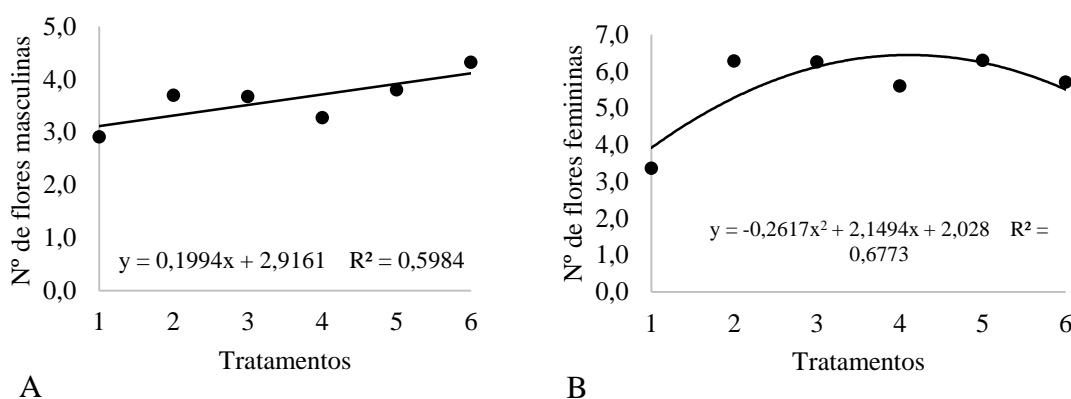 Nº de flores masculinas
5,0
4,0
3,0
2,0
1,0
0,0
y = 0,1994x + 2,9161 R² = 0,5984
1 2 3 4 5 6
Tratamentos
A
Nº de flores femininas
7,0
6,0
5,0
4,0
3,0
2,0
1,0
0,0
y = -0,2617x² + 2,1494x + 2,028 R² =
0,6773
1 2 3 4 5 6
Tratamentos
B